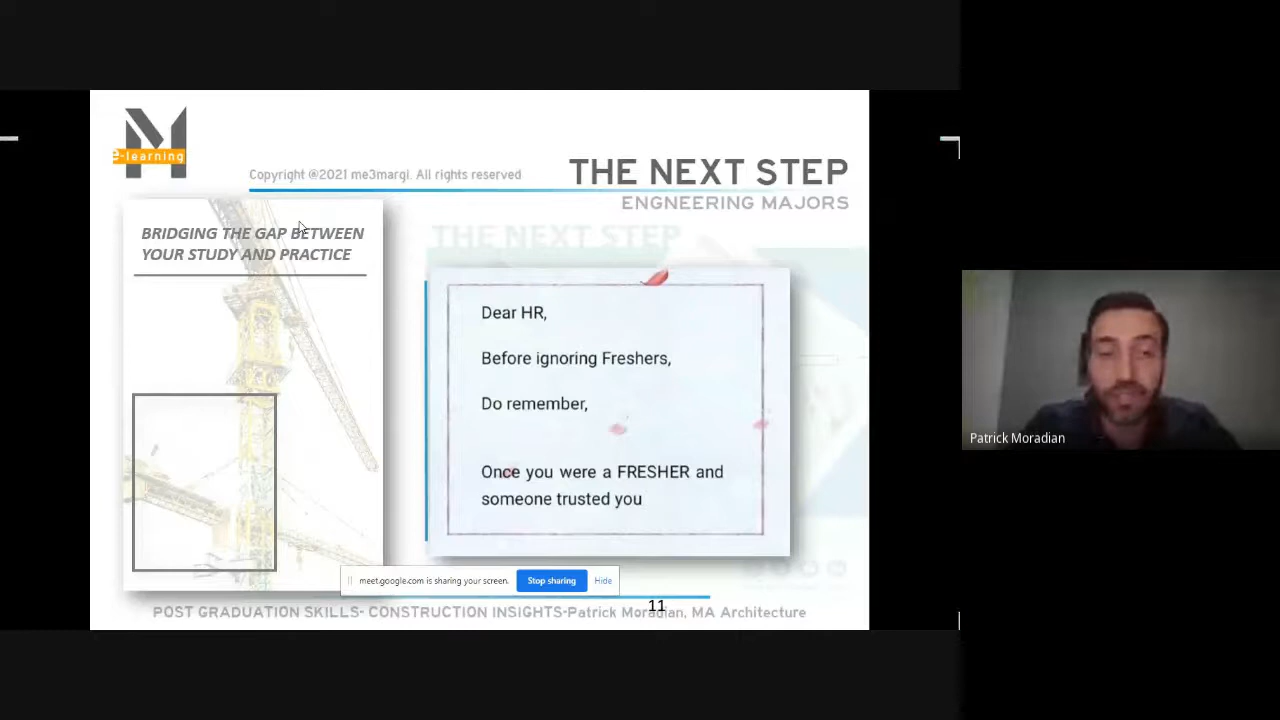 e-learning
Copyright @2021 me3margi. All rights reserved
THE NEXT STEP
ENGNEERING MAJORS
BRIDGING THE GAP BETWEEN
YOUR STUDY AND PRACTICE
THE NEXT STEP
Dear HR,
Before ignoring Freshers,
Do remember,
Once you were a FRESHER and
someone trusted you
Patrick Moradian
meet.google.com is sharing your screen.
Stop sharing
Hide
11
POST GRADUATION SKILLS- CONSTRUCTION INSIGHTS-Patrick Moradian, MA Architecture